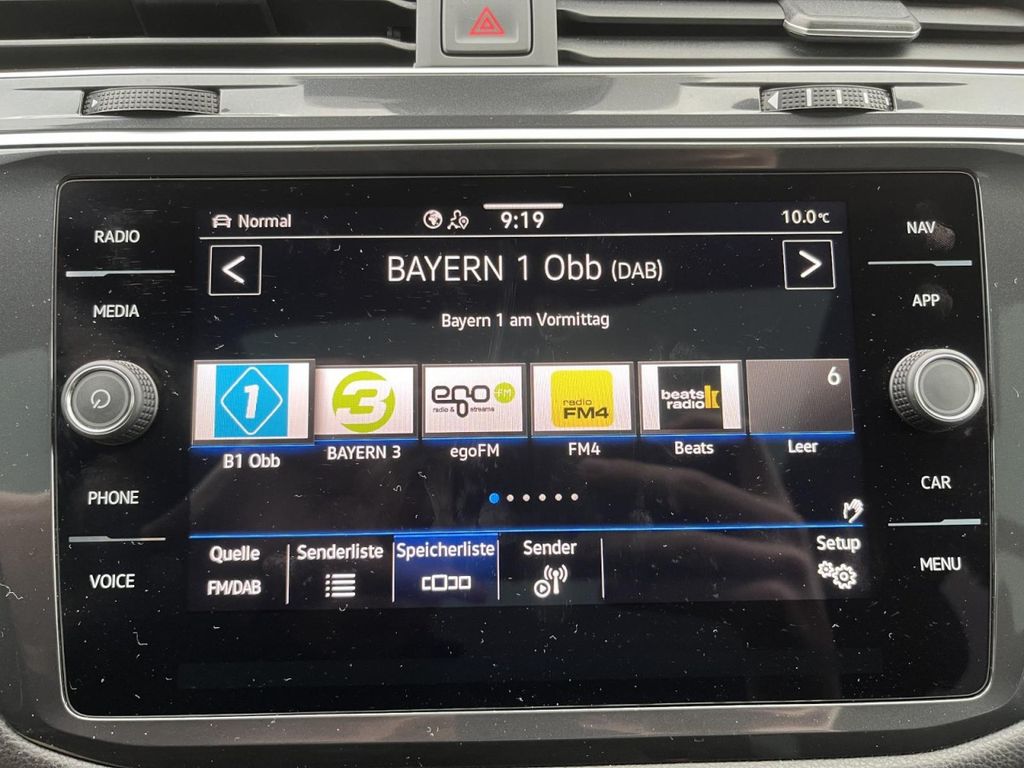 RADIO
MEDIA
PHONE
VOICE
Normal
9:19
10.0°C
< BAYERN 1 Obb (DAB) >
Bayern 1 am Vormittag
1
3
ego FM
radio & streams
radio
FM4
beats
radio
6
B1 Obb
BAYERN 3
egoFM
FM4
Beats
Leer
Quelle
FM/DAB
Senderliste
Speicherliste
Sender
Setup
NAV
APP
CAR
MENU